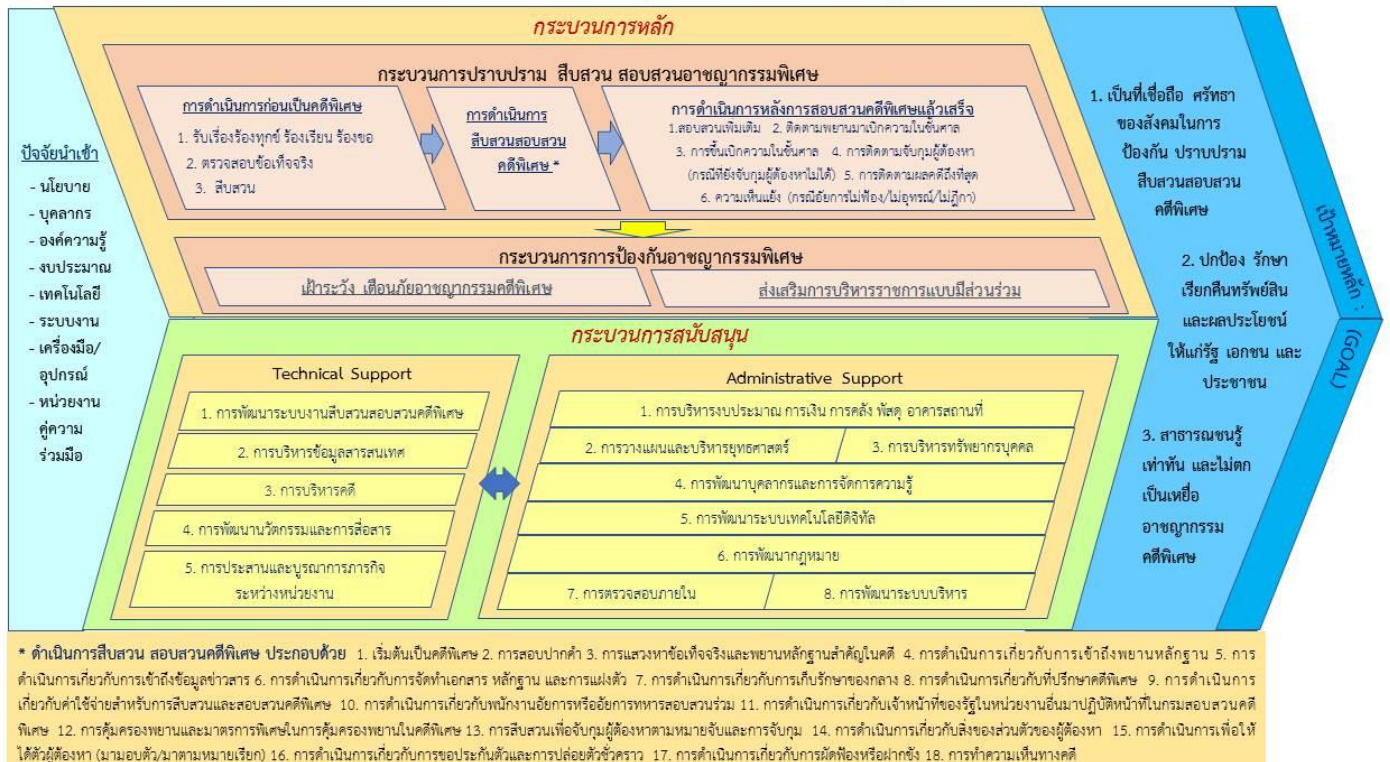 กระบวนการหลัก
กระบวนการปราบปราม สืบสวน สอบสวนอาชญากรรมพิเศษ
การดำเนินการก่อนเป็นคดีพิเศษ
1. รับเรื่องร้องทุกข์ ร้องเรียน ร้องขอ
2. ตรวจสอบข้อเท็จจริง
3. สืบสวน
การดำเนินการ
สืบสวนสอบสวน
คดีพิเศษ *
การดำเนินการหลังการสอบสวนคดีพิเศษแล้วเสร็จ
1.สอบสวนเพิ่มเติม 2. ติดตามพยานมาเบิกความในชั้นศาล
3. การขึ้นเบิกความในชั้นศาล 4. การติดตามจับกุมผู้ต้องหา
(กรณีที่ยังจับกุมผู้ต้องหาไม่ได้) 5. การติดตามผลคดีถึงที่สุด
6. ความเห็นแย้ง (กรณีอัยการไม่ฟ้อง/ไม่อุทธรณ์/ไม่ฎีกา)
กระบวนการการป้องกันอาชญากรรมพิเศษ
เฝ้าระวัง เตือนภัยอาชญากรรมคดีพิเศษ
ส่งเสริมการบริหารราชการแบบมีส่วนร่วม
ปัจจัยนำเข้า
- นโยบาย
- บุคลากร
- องค์ความรู้
- งบประมาณ
- เทคโนโลยี
- ระบบงาน
- เครื่องมือ/
อุปกรณ์
- หน่วยงาน
คู่ความ
ร่วมมือ
กระบวนการสนับสนุน
Technical Support
1. การพัฒนาระบบงานสืบสวนสอบสวนคดีพิเศษ
2. การบริหารข้อมูลสารสนเทศ
3. การบริหารคดี
4. การพัฒนานวัตกรรมและการสื่อสาร
5. การประสานและบูรณาการภารกิจ
ระหว่างหน่วยงาน
Administrative Support
1. การบริหารงบประมาณ การเงิน การคลัง พัสดุ อาคารสถานที่
2. การวางแผนและบริหารยุทธศาสตร์
3. การบริหารทรัพยากรบุคคล
4. การพัฒนาบุคลากรและการจัดการความรู้
5. การพัฒนาระบบเทคโนโลยีดิจิทัล
6. การพัฒนากฎหมาย
7. การตรวจสอบภายใน
8. การพัฒนาระบบบริหาร
1. เป็นที่เชื่อถือ ศรัทธา
ของสังคมในการ
ป้องกัน ปราบปราม
สืบสวนสอบสวน
คดีพิเศษ
2. ปกป้อง รักษา
เรียกคืนทรัพย์สิน
และผลประโยชน์
ให้แก่รัฐ เอกชน และ
ประชาชน
3. สาธารณชนรู้
เท่าทัน และไม่ตก
เป็นเหยื่อ
อาชญากรรม
คดีพิเศษ
เป้าหมายหลัก :
(GOAL)
* ดำเนินการสืบสวน สอบสวนคดีพิเศษ ประกอบด้วย 1. เริ่มต้นเป็นคดีพิเศษ 2. การสอบปากคำ 3. การแสวงหาข้อเท็จจริงและพยานหลักฐานสำคัญในคดี 4. การดำเนินการเกี่ยวกับการเข้าถึงพยานหลักฐาน 5. การ
ดำเนินการเกี่ยวกับการเข้าถึงข้อมูลข่าวสาร 6. การดำเนินการเกี่ยวกับการจัดทำเอกสาร หลักฐาน และการแฝงตัว 7. การดำเนินการเกี่ยวกับการเก็บรักษาของกลาง 8. การดำเนินการเกี่ยวกับที่ปรึกษาคดีพิเศษ 9. การดำเนินการ
เกี่ยวกับค่าใช้จ่ายสำหรับการสืบสวนและสอบสวนคดีพิเศษ 10. การดำเนินการเกี่ยวกับพนักงานอัยการหรืออัยการทหารสอบสวนร่วม 11. การดำเนินการเกี่ยวกับเจ้าหน้าที่ของรัฐในหน่วยงานอื่นมาปฏิบัติหน้าที่ในกรมสอบสวนคดี
พิเศษ 12. การคุ้มครองพยานและมาตรการพิเศษในการคุ้มครองพยานในคดีพิเศษ 13. การสืบสวนเพื่อจับกุมผู้ต้องหาตามหมายจับและการจับกุม 14. การดำเนินการเกี่ยวกับสิ่งของส่วนตัวของผู้ต้องหา 15. การดำเนินการเพื่อให้
ได้ตัวผู้ต้องหา (มามอบตัว/มาตามหมายเรียก) 16. การดำเนินการเกี่ยวกับการขอประกันตัวและการปล่อยตัวชั่วคราว 17. การดำเนินการเกี่ยวกับการผัดฟ้องหรือฝากขัง 18. การทำความเห็นทางคดี